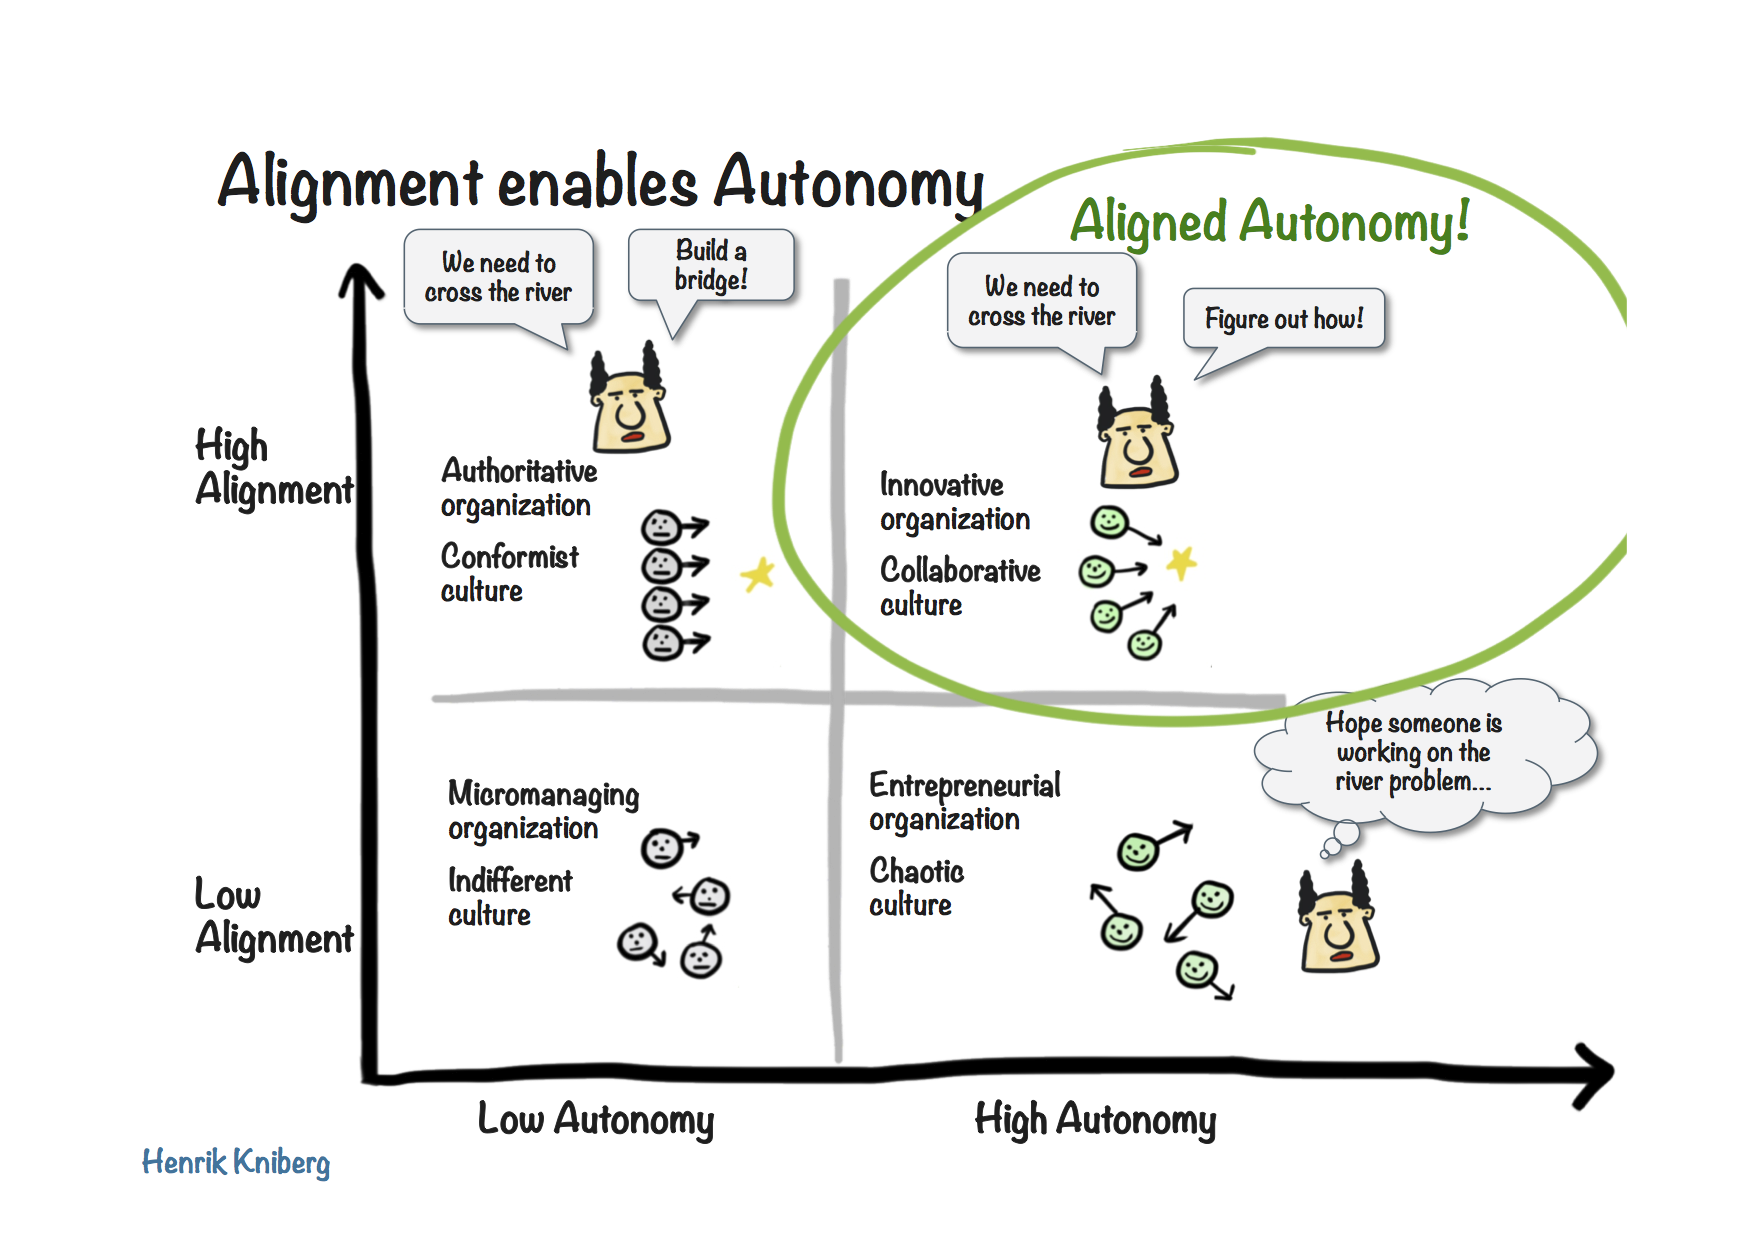 Alignment enables Autonomy
Aligned Autonomy!
We need to
cross the river
Build a
bridge!
We need to
cross the river
Figure out how!
High
Alignment
Authoritative
organization
Conformist
culture
Innovative
organization
Collaborative
culture
Hope someone is
working on the
river problem...
Low
Alignment
Micromanaging
organization
Indifferent
culture
Entrepreneurial
organization
Chaotic
culture
Low Autonomy
High Autonomy
Henrik Kniberg